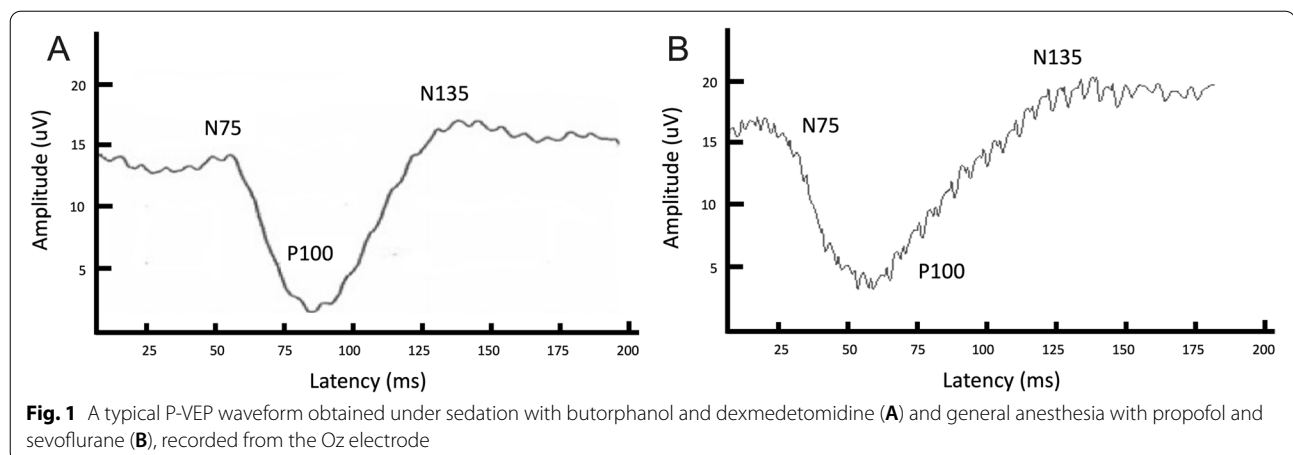 A
Amplitude (uV)
20
15
10
5
N75
P100
N135
25 50 75 100 125 150 175 200
Latency (ms)
B
Amplitude (uV)
20
15
10
5
N75
P100
N135
25 50 75 100 125 150 175 200
Latency (ms)
Fig. 1 A typical P-VEP waveform obtained under sedation with butorphanol and dexmedetomidine (A) and general anesthesia with propofol and
sevoflurane (B), recorded from the Oz electrode